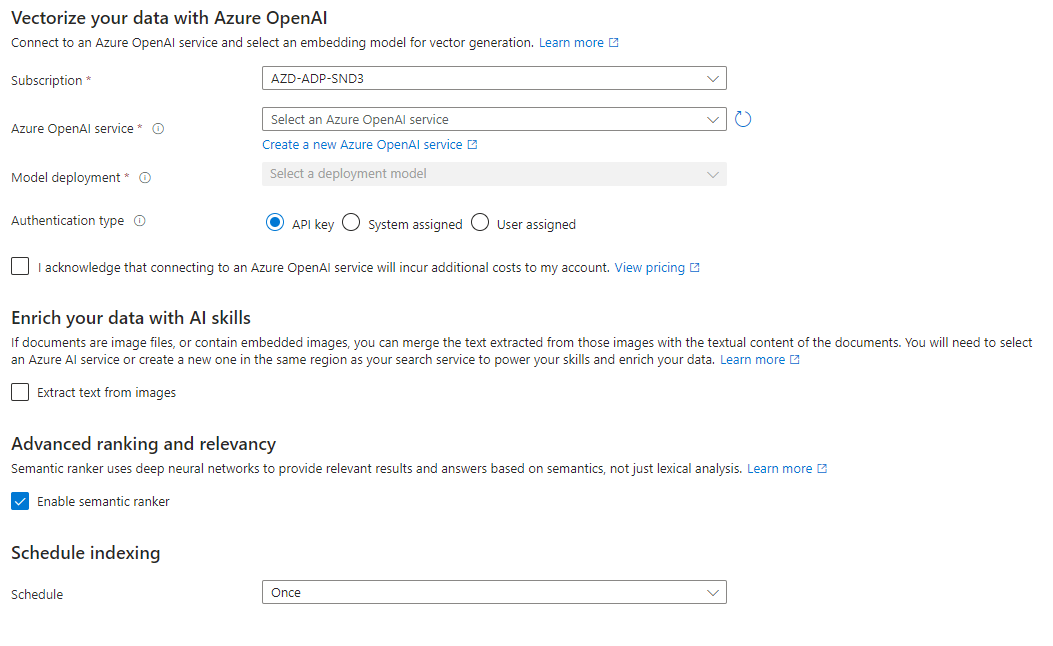 Vectorize your data with Azure OpenAI
Connect to an Azure OpenAI service and select an embedding model for vector generation. Learn more
Subscription *
AZD-ADP-SND3
Azure OpenAI service *
Select an Azure OpenAI service
Create a new Azure OpenAI service
Model deployment *
Select a deployment model
Authentication type
API key System assigned User assigned
I acknowledge that connecting to an Azure OpenAI service will incur additional costs to my account. View pricing
Enrich your data with AI skills
If documents are image files, or contain embedded images, you can merge the text extracted from those images with the textual content of the documents. You will need to select
an Azure AI service or create a new one in the same region as your search service to power your skills and enrich your data. Learn more
Extract text from images
Advanced ranking and relevancy
Semantic ranker uses deep neural networks to provide relevant results and answers based on semantics, not just lexical analysis. Learn more
Enable semantic ranker
Schedule indexing
Schedule
Once